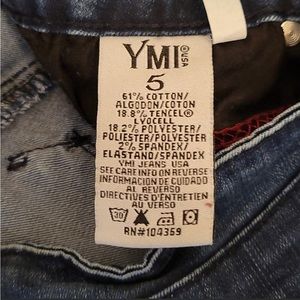 YMI® USA
5
61% COTTON/
ALGODON/COTON
18.8% TENCEL®
LYOCELL
18.2% POLYESTER/
POLIESTER/POLYESTER
2% SPANDEX/
ELASTAND/SPANDEX
YMI JEANS USA
SEE CARE INFO ON REVERSE
INFORMACION DE CUIDADO
AL REVERSO
DIRECTIVES D'ENTRETIEN
AU VERSO
30
RN#104359